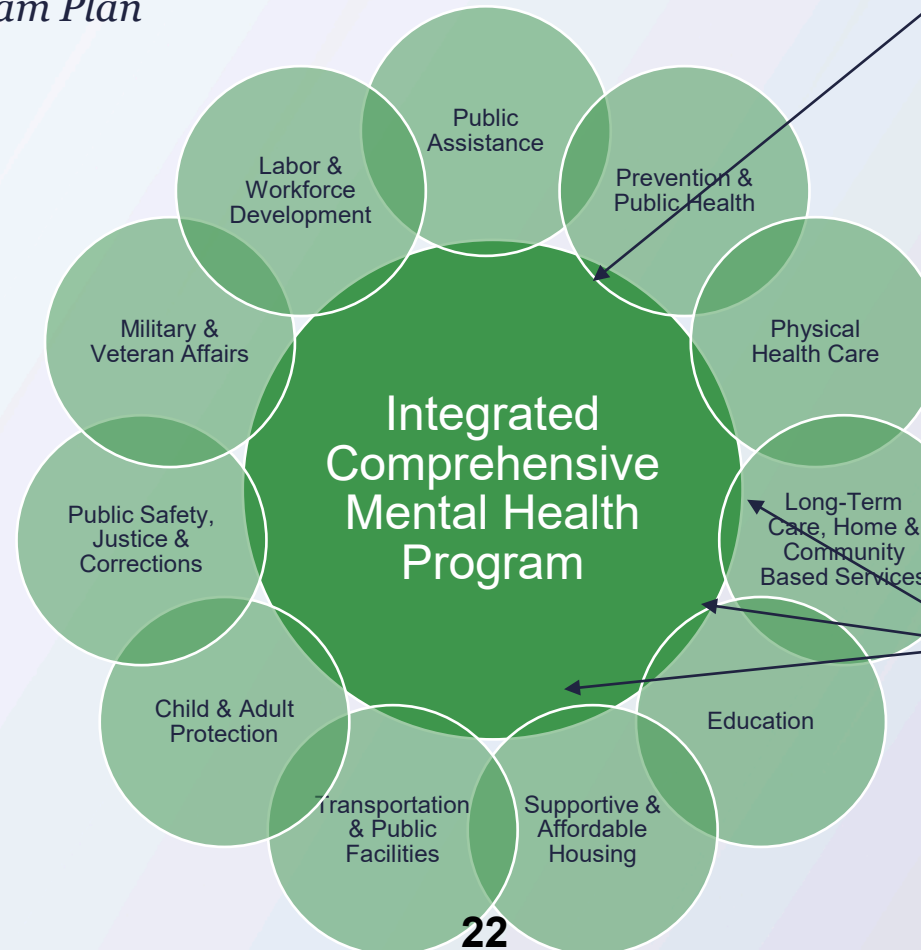 am Plan
Public
Assistance
Prevention &
Public Health
Physical
Health Care
Long-Term
Care, Home &
Community
Based Services
Education
Supportive &
Affordable
Housing
Transportation
& Public
Facilities
Child & Adult
Protection
Public Safety,
Justice &
Corrections
Military &
Veteran Affairs
Labor &
Workforce
Development
Integrated
Comprehensive
Mental Health
Program
22